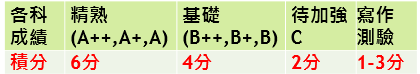 各科 精熟 基礎 待加強 寫作
成績 (A++,A+,A) (B++,B+,B) C 測驗
積分 6分 4分 2分 1-3分